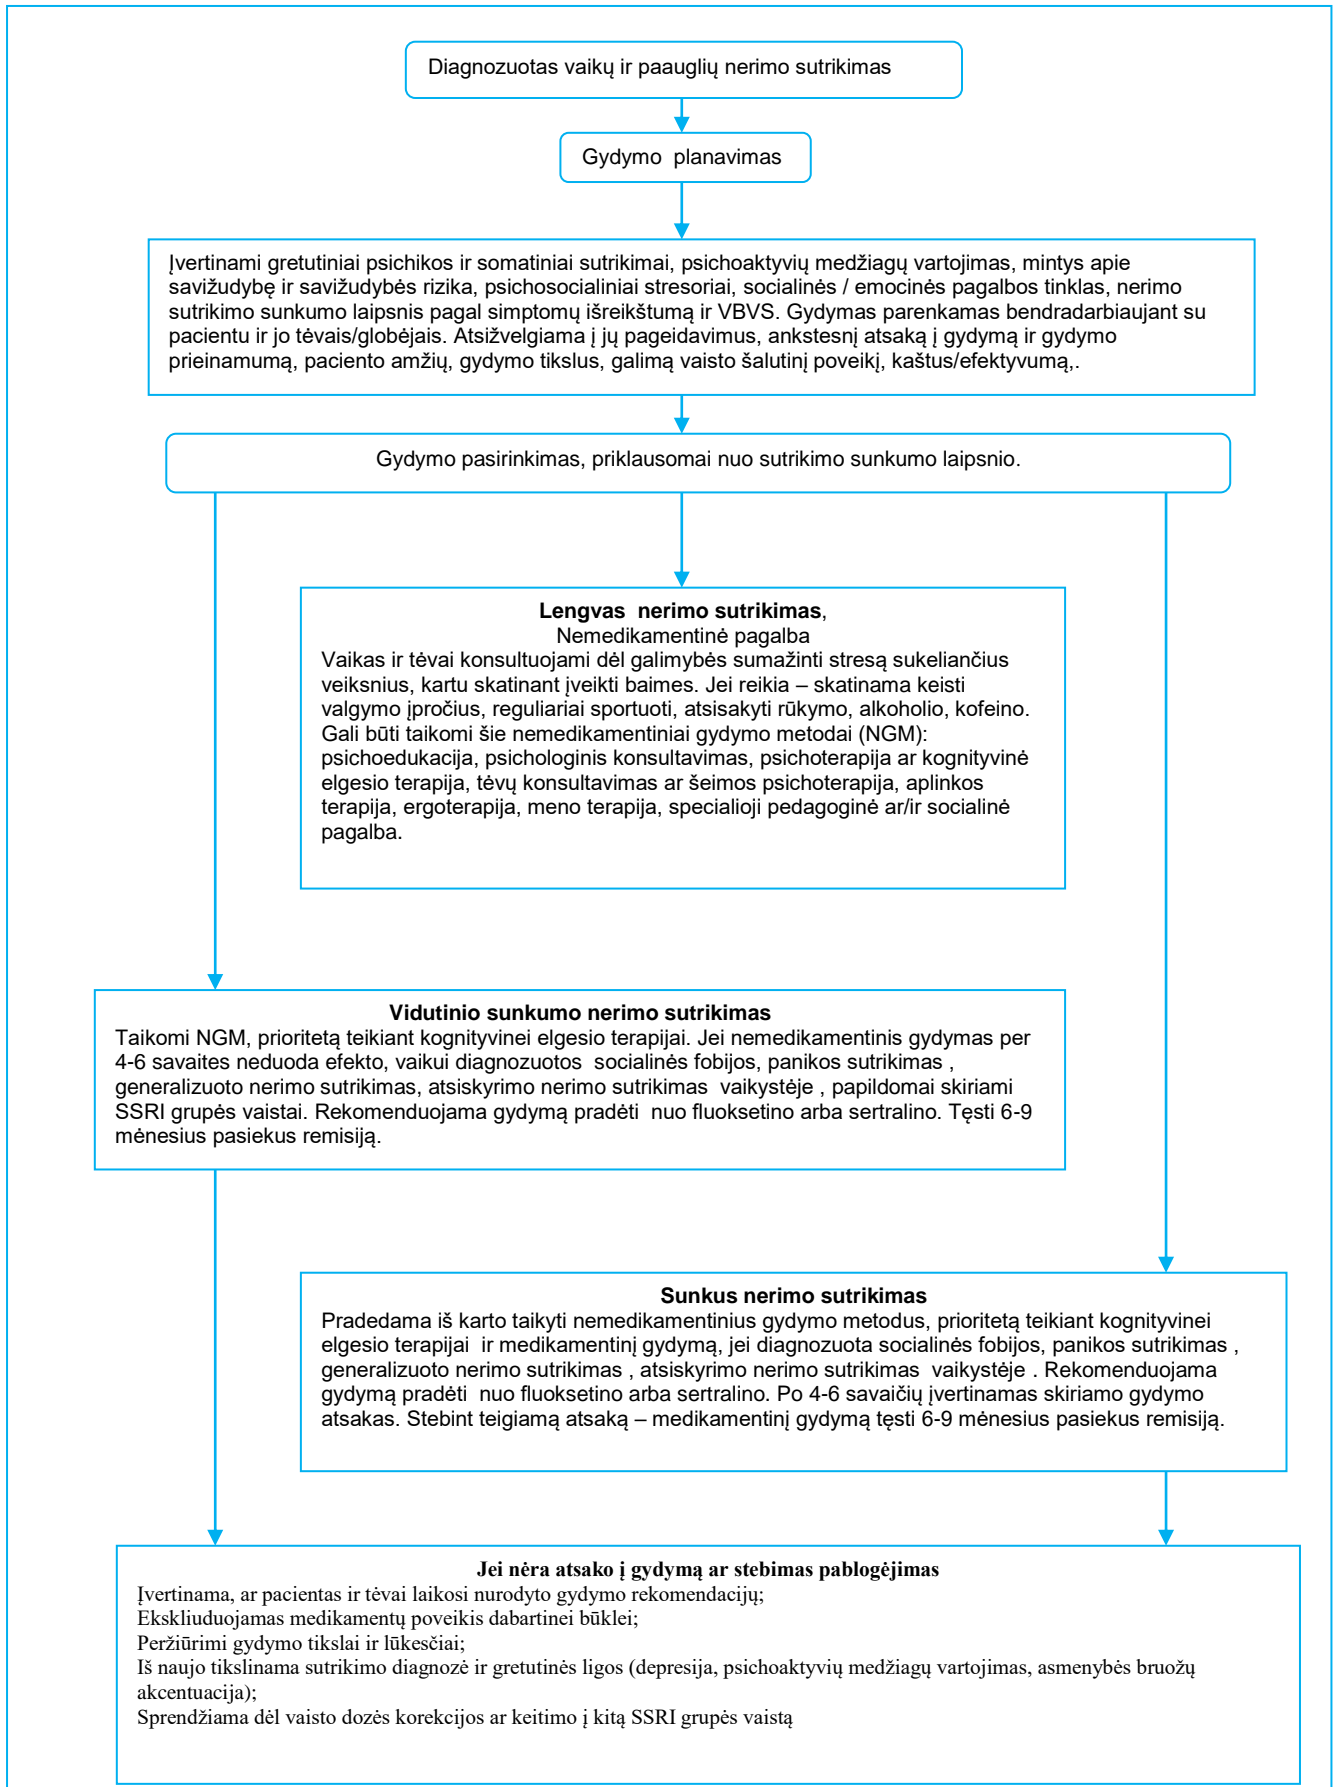 Diagnozuotas vaikų ir paauglių nerimo sutrikimas
Gydymo planavimas
Įvertinami gretutiniai psichikos ir somatiniai sutrikimai, psichoaktyvių medžiagų vartojimas, mintys apie
savižudybę ir savižudybės rizika, psichosocialiniai stresoriai, socialinės / emocinės pagalbos tinklas, nerimo
sutrikimo sunkumo laipsnis pagal simptomų išreikštumą ir VBVS. Gydymas parenkamas bendradarbiaujant su
pacientu ir jo tėvais/globėjais. Atsižvelgiama į jų pageidavimus, ankstesnį atsaką į gydymą ir gydymo
prieinamumą, paciento amžių, gydymo tikslus, galimą vaisto šalutinį poveikį, kaštus/efektyvumą,.
Gydymo pasirinkimas, priklausomai nuo sutrikimo sunkumo laipsnio.
Lengvas nerimo sutrikimas,
Nemedikamentinė pagalba
Vaikas ir tėvai konsultuojami dėl galimybės sumažinti stresą sukeliančius
veiksnius, kartu skatinant įveikti baimes. Jei reikia – skatinama keisti
valgymo įpročius, reguliariai sportuoti, atsisakyti rūkymo, alkoholio, kofeino.
Gali būti taikomi šie nemedikamentiniai gydymo metodai (NGM):
psichoedukacija, psichologinis konsultavimas, psichoterapija ar kognityvinė
elgesio terapija, tėvų konsultavimas ar šeimos psichoterapija, aplinkos
terapija, ergoterapija, meno terapija, specialioji pedagoginė ar/ir socialinė
pagalba.
Vidutinio sunkumo nerimo sutrikimas
Taikomi NGM, prioritetą teikiant kognityvinei elgesio terapijai. Jei nemedikamentinis gydymas per
4-6 savaites neduoda efekto, vaikui diagnozuotos socialinės fobijos, panikos sutrikimas ,
generalizuoto nerimo sutrikimas, atsiskyrimo nerimo sutrikimas vaikystėje , papildomai skiriami
SSRI grupės vaistai. Rekomenduojama gydymą pradėti nuo fluoksetino arba sertralino. Tęsti 6-9
mėnesius pasiekus remisiją.
Sunkus nerimo sutrikimas
Pradedama iš karto taikyti nemedikamentinius gydymo metodus, prioritetą teikiant kognityvinei
elgesio terapijai ir medikamentinį gydymą, jei diagnozuota socialinės fobijos, panikos sutrikimas ,
generalizuoto nerimo sutrikimas , atsiskyrimo nerimo sutrikimas vaikystėje . Rekomenduojama
gydymą pradėti nuo fluoksetino arba sertralino. Po 4-6 savaičių įvertinamas skiriamo gydymo
atsakas. Stebint teigiamą atsaką – medikamentinį gydymą tęsti 6-9 mėnesius pasiekus remisiją.
Jei nėra atsako į gydymą ar stebimas pablogėjimas
Įvertinama, ar pacientas ir tėvai laikosi nurodyto gydymo rekomendacijų;
Ekskliuduojamas medikamentų poveikis dabartinei būklei;
Peržiūrimi gydymo tikslai ir lūkesčiai;
Iš naujo tikslinama sutrikimo diagnozė ir gretutinės ligos (depresija, psichoaktyvių medžiagų vartojimas, asmenybės bruožų
akcentuacija);
Sprendžiama dėl vaisto dozės korekcijos ar keitimo į kitą SSRI grupės vaistą